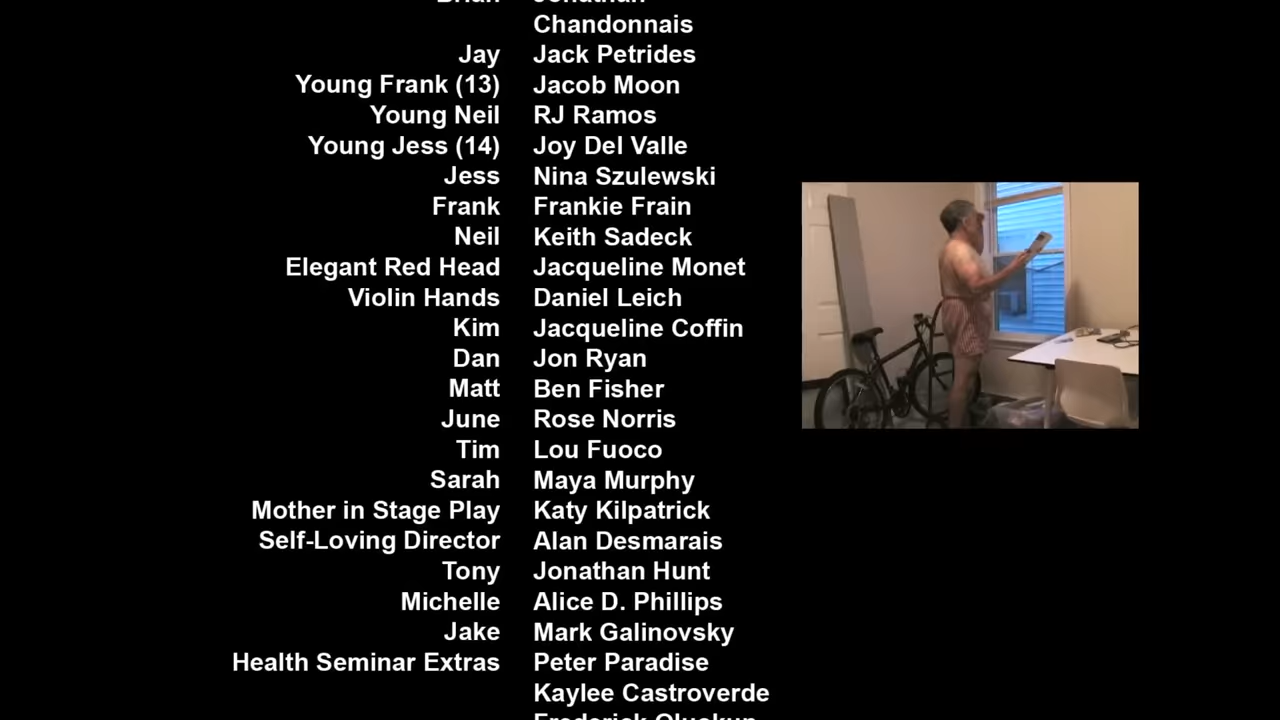 Brian Jonathan
Chandonnais
Jay Jack Petrides
Young Frank (13) Jacob Moon
Young Neil RJ Ramos
Young Jess (14) Joy Del Valle
Jess Nina Szulewski
Frank Frankie Frain
Neil Keith Sadeck
Elegant Red Head Jacqueline Monet
Violin Hands Daniel Leich
Kim Jacqueline Coffin
Dan Jon Ryan
Matt Ben Fisher
June Rose Norris
Tim Lou Fuoco
Sarah Maya Murphy
Mother in Stage Play Katy Kilpatrick
Self-Loving Director Alan Desmarais
Tony Jonathan Hunt
Michelle Alice D. Phillips
Jake Mark Galinovsky
Health Seminar Extras Peter Paradise
Kaylee Castroverde
Frederick